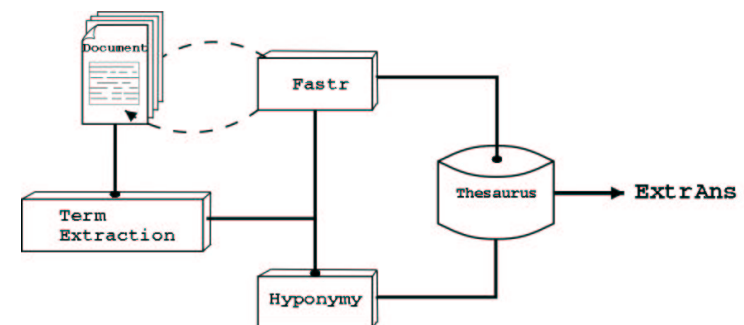 Document
Fastr
Thesaurus
ExtrAns
Term
Extraction
Hyponymy